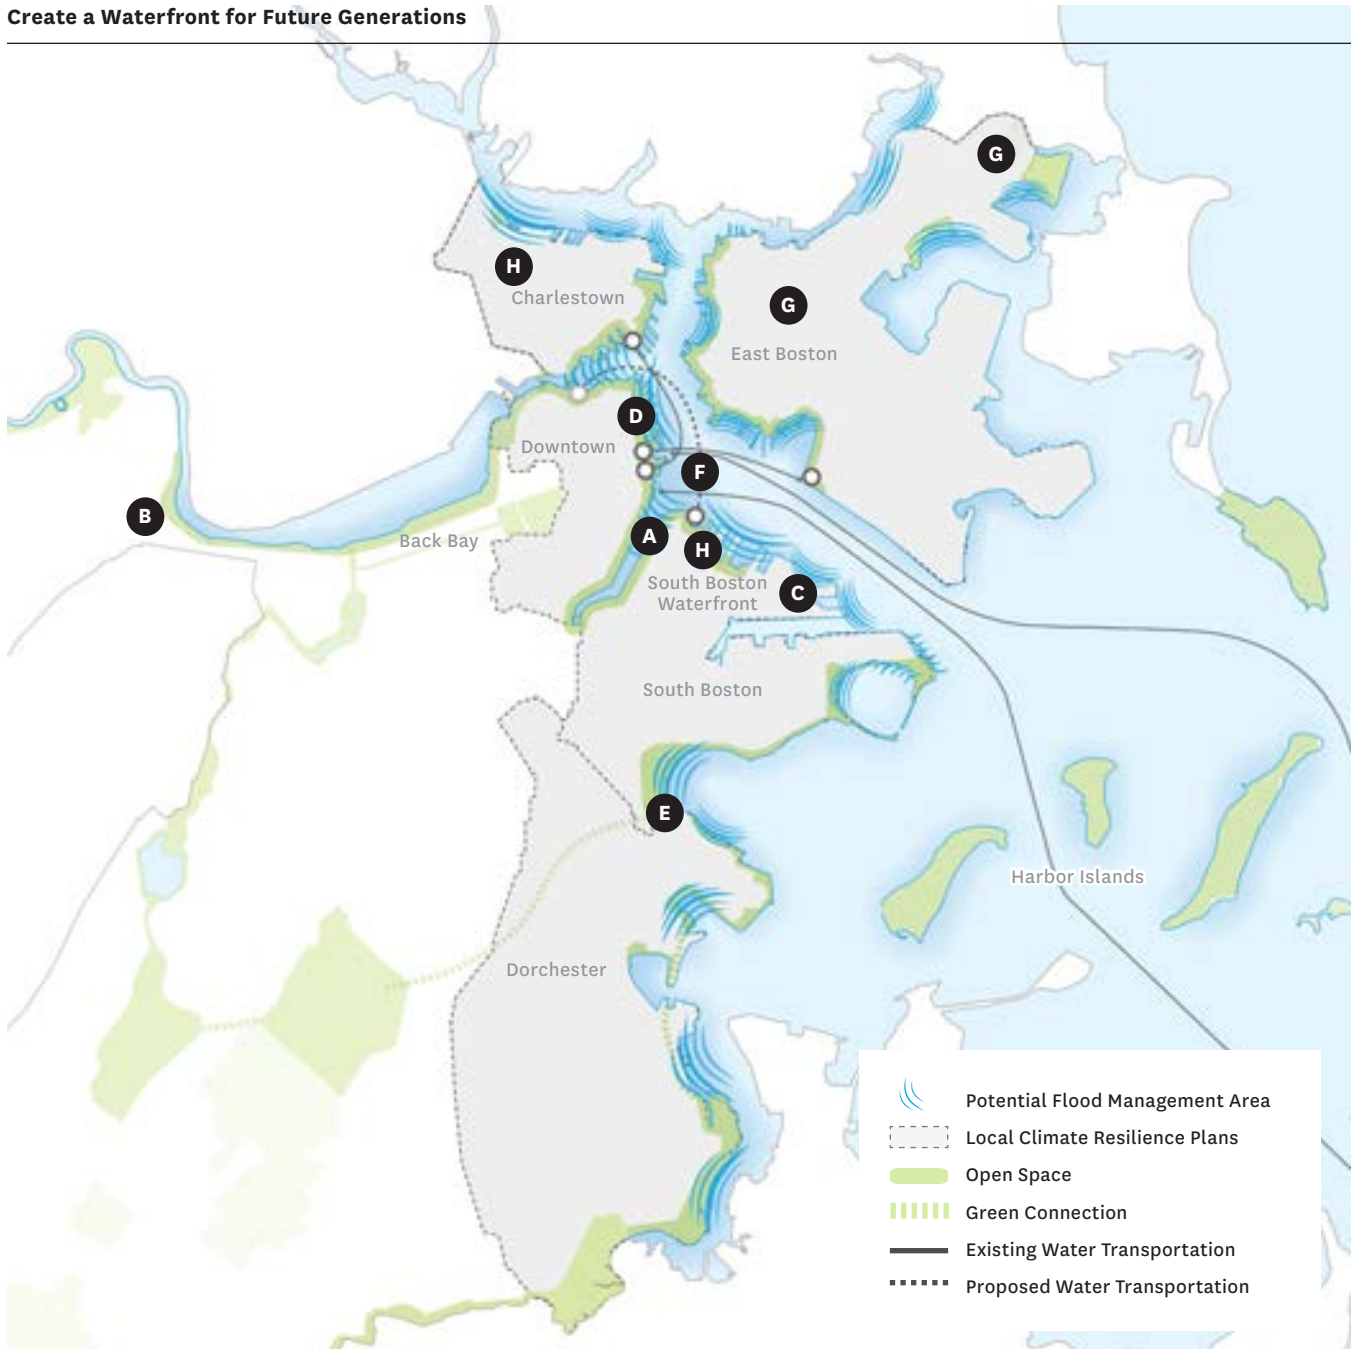 Create a Waterfront for Future Generations
G
H
Charlestown
G
East Boston
D
Downtown
F
B
Back Bay
A
H
South Boston
Waterfront
C
South Boston
E
Harbor Islands
Dorchester
Potential Flood Management Area
Local Climate Resilience Plans
Open Space
Green Connection
Existing Water Transportation
Proposed Water Transportation